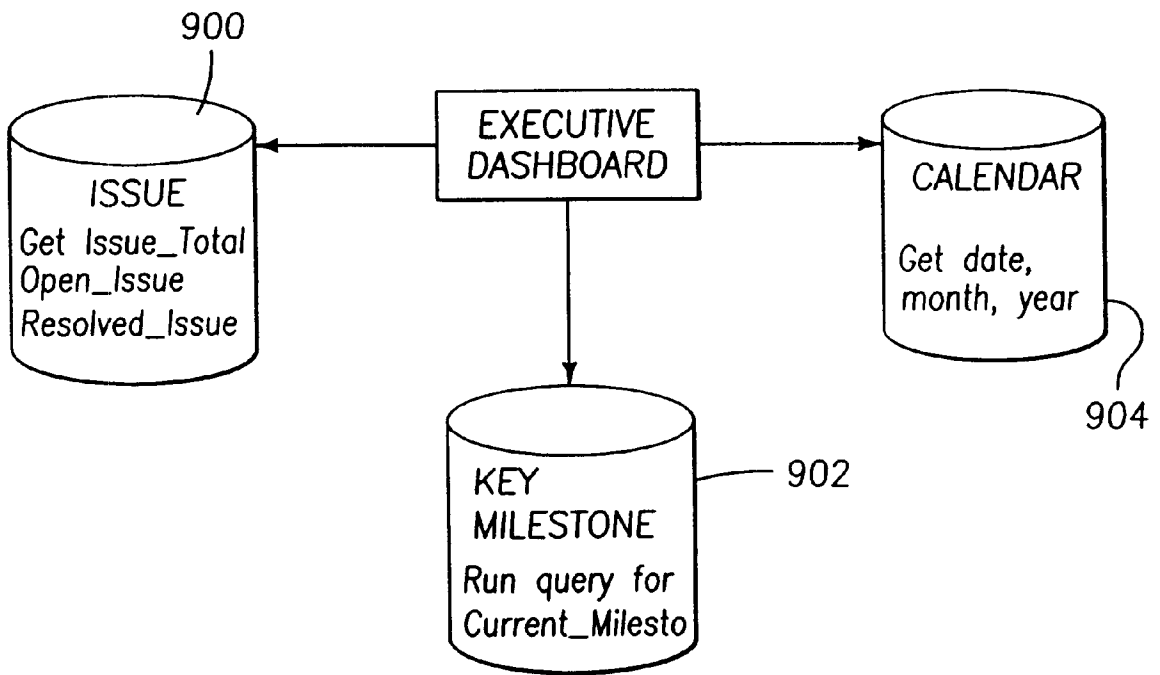 900
EXECUTIVE
DASHBOARD
ISSUE
Get Issue_Total
Open_Issue
Resolved_Issue
CALENDAR
Get date,
month, year
904
KEY
MILESTONE
Run query for
Current_Milesto
902